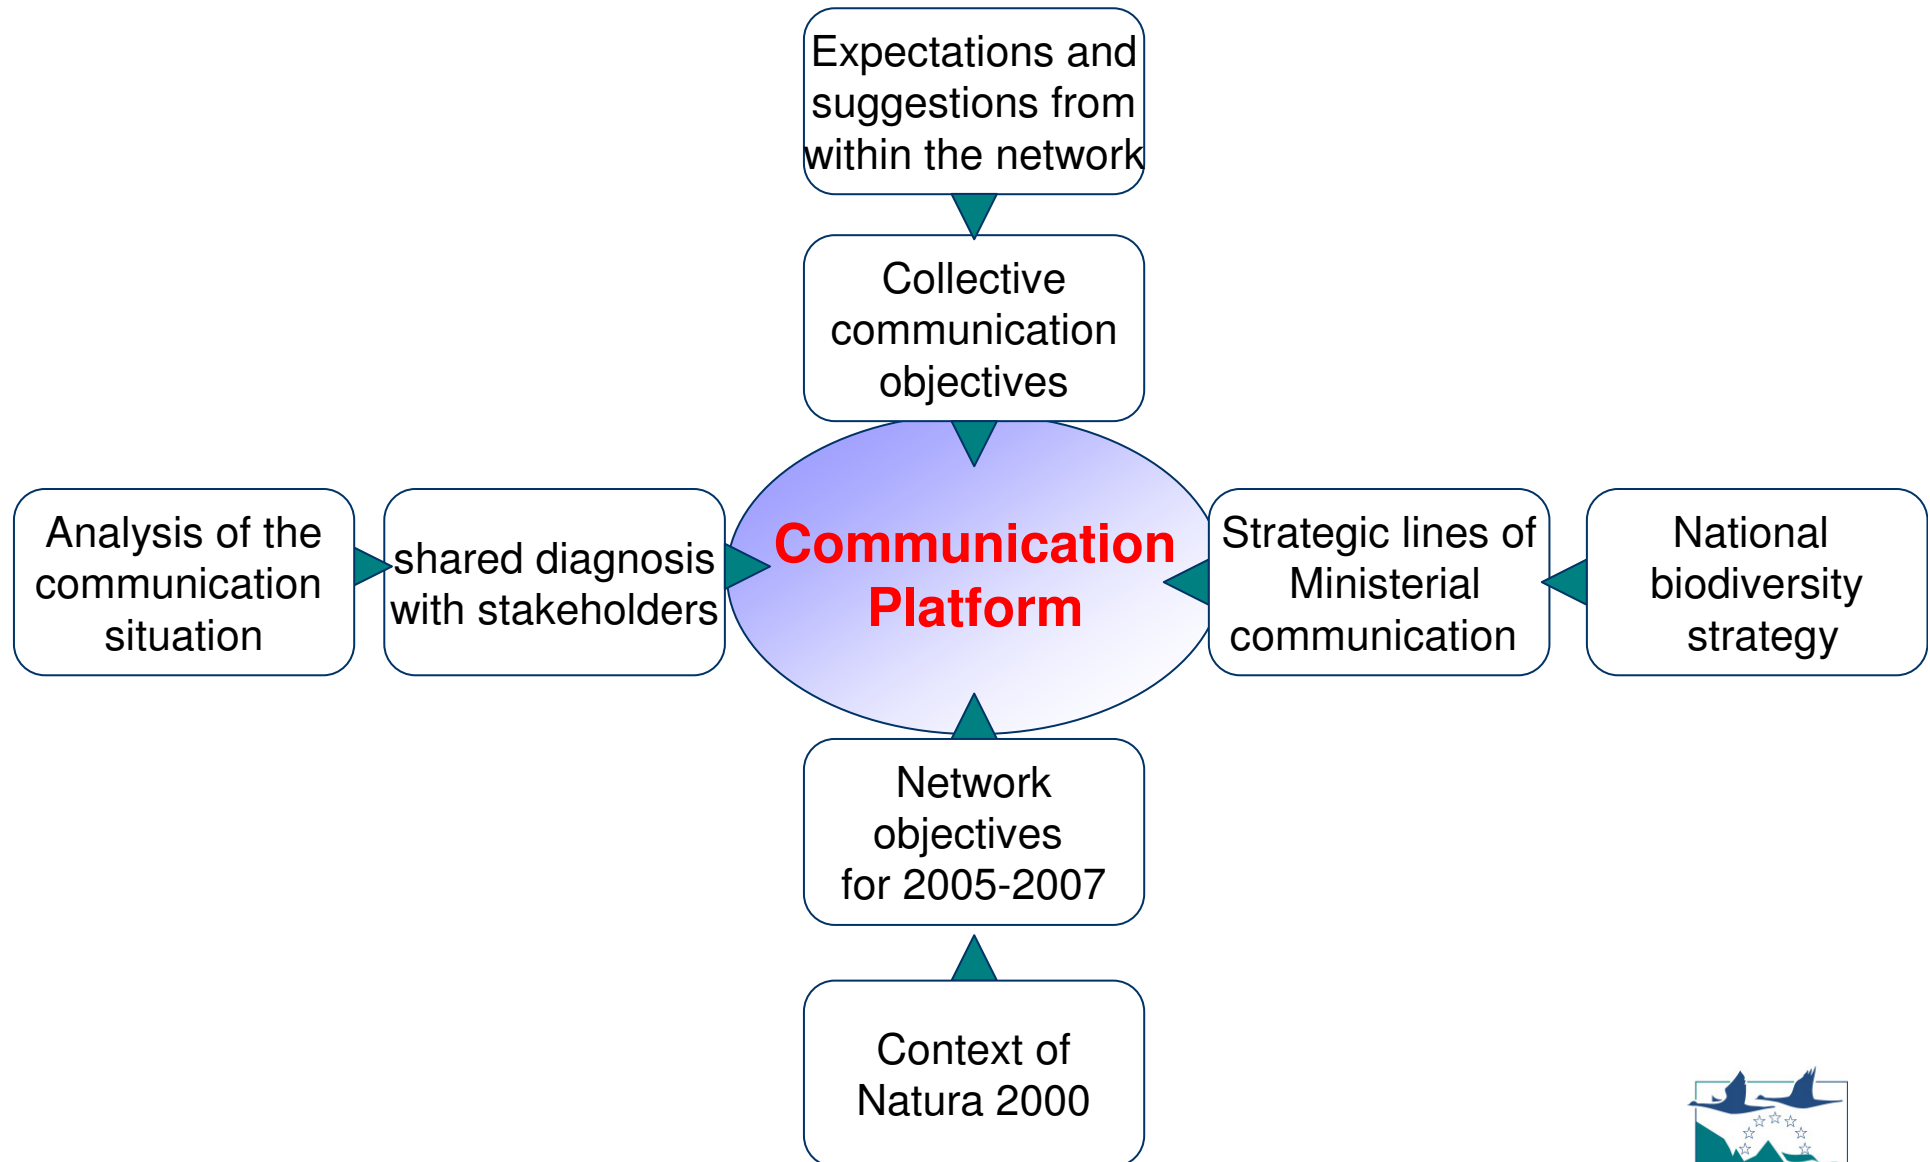 Expectations and
suggestions from
within the network
Collective
communication
objectives
Analysis of the
communication
situation
shared diagnosis
with stakeholders
Communication
Platform
Strategic lines of
Ministerial
communication
National
biodiversity
strategy
Network
objectives
for 2005-2007
Context of
Natura 2000